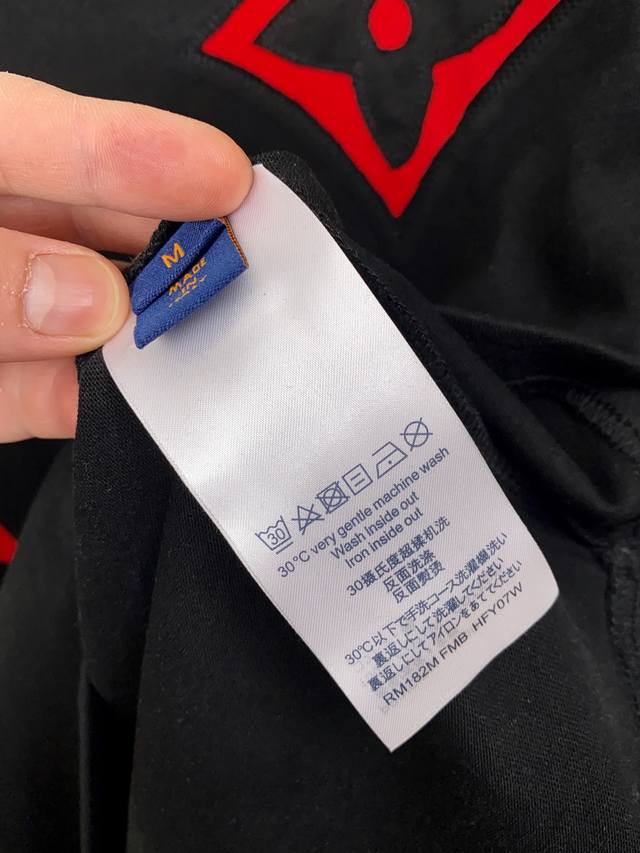 M
MADE
IN
30
30°C very gentle machine wash
Wash inside out
Iron inside out
30摄氏度超揉机洗
反面洗涤
反面熨烫
30℃以下で手洗コース洗濯機洗い
裏返しにして洗濯してください
裏返しにしてアイロンをあててください
RM182M FMB HFY07W